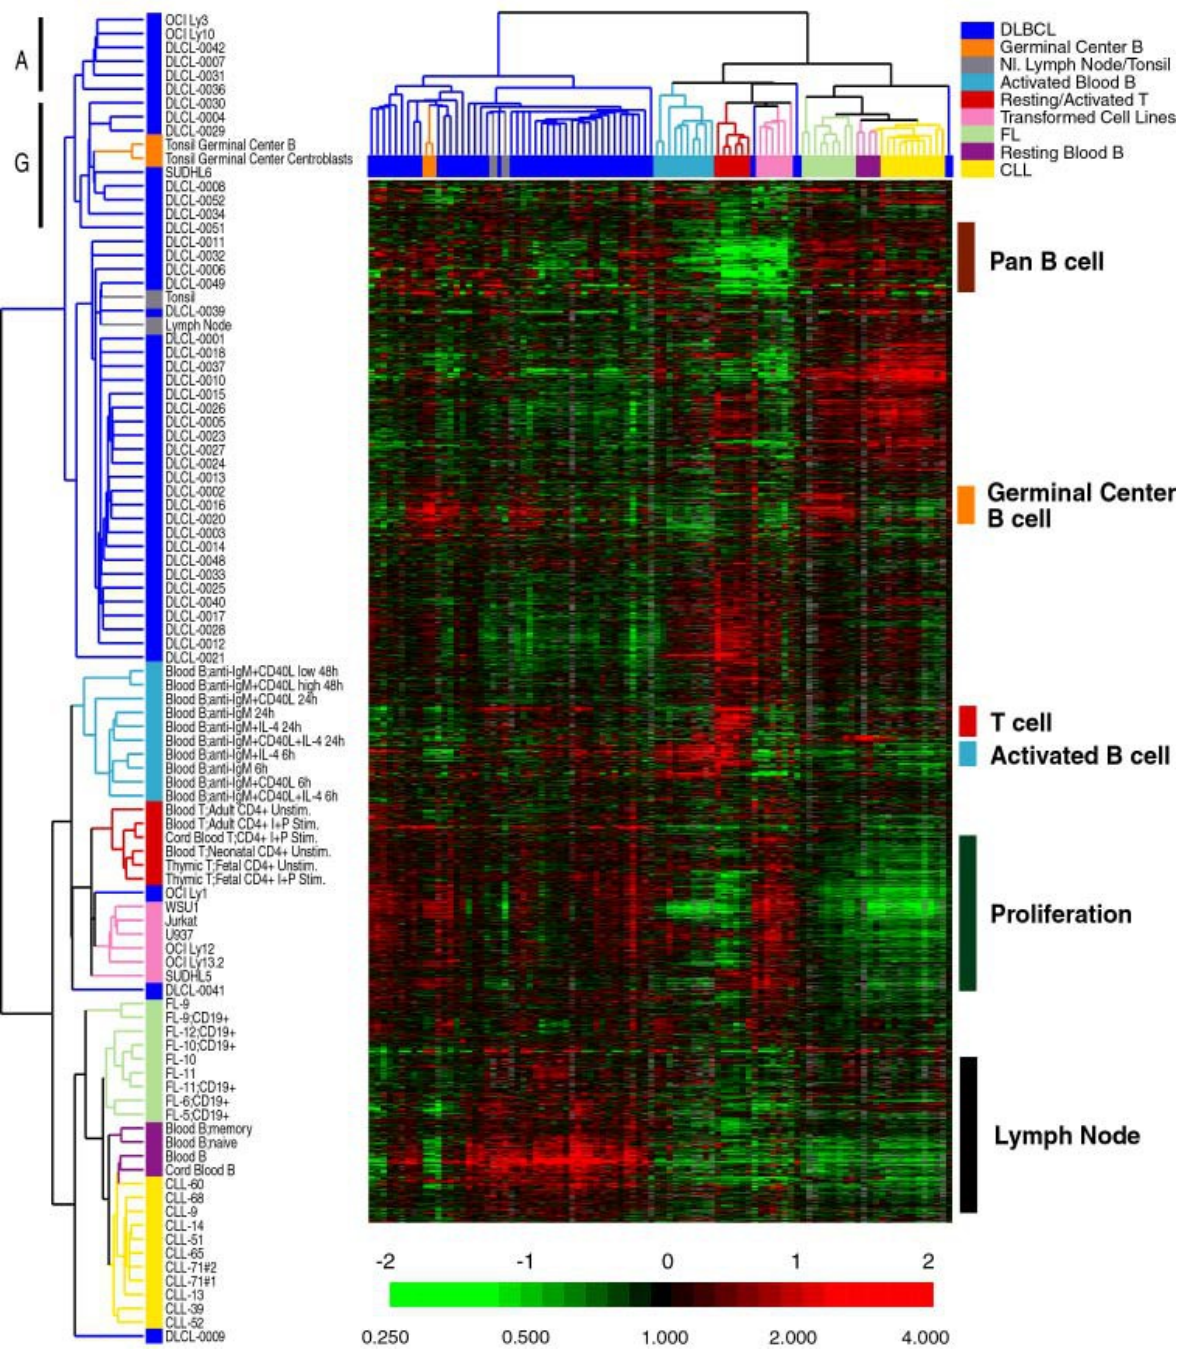 A
G
OCI Ly3
OCI Ly10
DLCL-0042
DLCL-0007
DLCL-0031
DLCL-0036
DLCL-0030
DLCL-0004
DLCL-0029
Tonsil Germinal Center B
Tonsil Germinal Center Centroblasts
SUDHL6
DLCL-0008
DLCL-0052
DLCL-0034
DLCL-0051
DLCL-0011
DLCL-0032
DLCL-0006
DLCL-0049
Tonsil
DLCL-0039
Lymph Node
DLCL-0001
DLCL-0018
DLCL-0037
DLCL-0010
DLCL-0015
DLCL-0026
DLCL-0005
DLCL-0023
DLCL-0027
DLCL-0024
DLCL-0013
DLCL-0002
DLCL-0016
DLCL-0020
DLCL-0003
DLCL-0014
DLCL-0048
DLCL-0033
DLCL-0025
DLCL-0040
DLCL-0017
DLCL-0028
DLCL-0012
DLCL-0021
Blood B;anti-IgM+CD40L low 48h
Blood B;anti-IgM+CD40L high 48h
Blood B;anti-IgM+CD40L 24h
Blood B;anti-IgM 24h
Blood B;anti-IgM+IL-4 24h
Blood B;anti-IgM+CD40L+IL-4 24h
Blood B;anti-IgM+IL-4 6h
Blood B;anti-IgM 6h
Blood B;anti-IgM+CD40L 6h
Blood B;anti-IgM+CD40L+IL-4 6h
Blood T;Adult CD4+ Unstim.
Blood T;Adult CD4+ I+P Stim.
Cord Blood T;CD4+ I+P Stim.
Blood T;Neonatal CD4+ Unstim.
Thymic T;Fetal CD4+ Unstim.
Thymic T;Fetal CD4+ I+P Stim.
OCI Ly1
WSU1
Jurkat
U937
OCI Ly12
OCI Ly13.2
SUDHL5
DLCL-0041
FL-9
FL-9;CD19+
FL-12;CD19+
FL-10;CD19+
FL-10
FL-11
FL-11;CD19+
FL-6;CD19+
FL-5;CD19+
Blood B;memory
Blood B;naive
Blood B
Cord Blood B
CLL-60
CLL-68
CLL-9
CLL-14
CLL-51
CLL-65
CLL-71#2
CLL-71#1
CLL-13
CLL-39
CLL-52
DLCL-0009
DLBCL
Germinal Center B
Nl. Lymph Node/Tonsil
Activated Blood B
Resting/Activated T
Transformed Cell Lines
FL
Resting Blood B
CLL
Pan B cell
Germinal Center
B cell
T cell
Activated B cell
Proliferation
Lymph Node
-2 -1 0 1 2
0.250 0.500 1.000 2.000 4.000